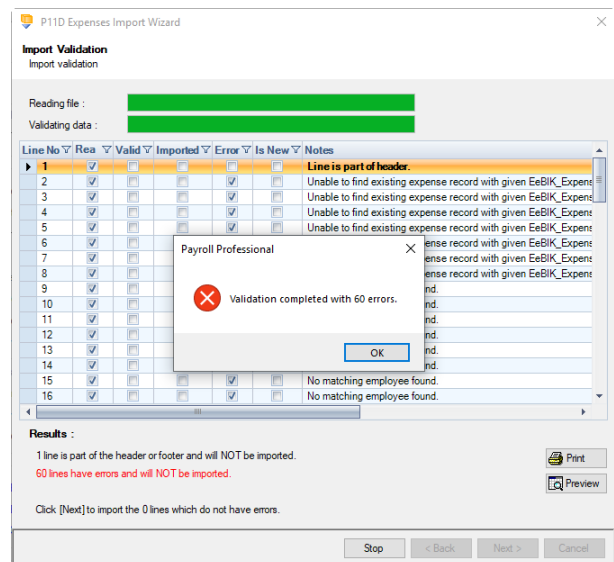 P11D Expenses Import Wizard
Import Validation
Import validation
Reading file :
Validating data :
Line No Rea Valid Imported Error Is New Notes
1 Line is part of header.
2 Unable to find existing expense record with given EeBIK_Expens
3 Unable to find existing expense record with given EeBIK_Expens
4 Unable to find existing expense record with given EeBIK_Expens
5 Unable to find existing expense record with given EeBIK_Expens
6 ense record with given EeBIK_Expens
7 ense record with given EeBIK_Expens
8 ense record with given EeBIK_Expens
9 nd.
10 nd.
11 nd.
12 nd.
13 nd.
14 nd.
15 No matching employee found.
16 No matching employee found.
Payroll Professional
Validation completed with 60 errors.
OK
Results :
1 line is part of the header or footer and will NOT be imported.
60 lines have errors and will NOT be imported.
Print
Preview
Click [Next] to import the 0 lines which do not have errors.
Stop < Back Next > Cancel